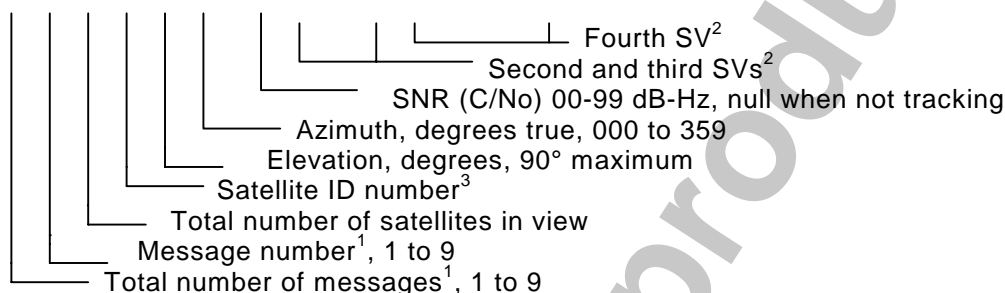 Fourth SV2
Second and third SVs2
SNR (C/No) 00-99 dB-Hz, null when not tracking
Azimuth, degrees true, 000 to 359
Elevation, degrees, 90° maximum
Satellite ID number3
Total number of satellites in view
Message number1, 1 to 9
Total number of messages1, 1 to 9
produ